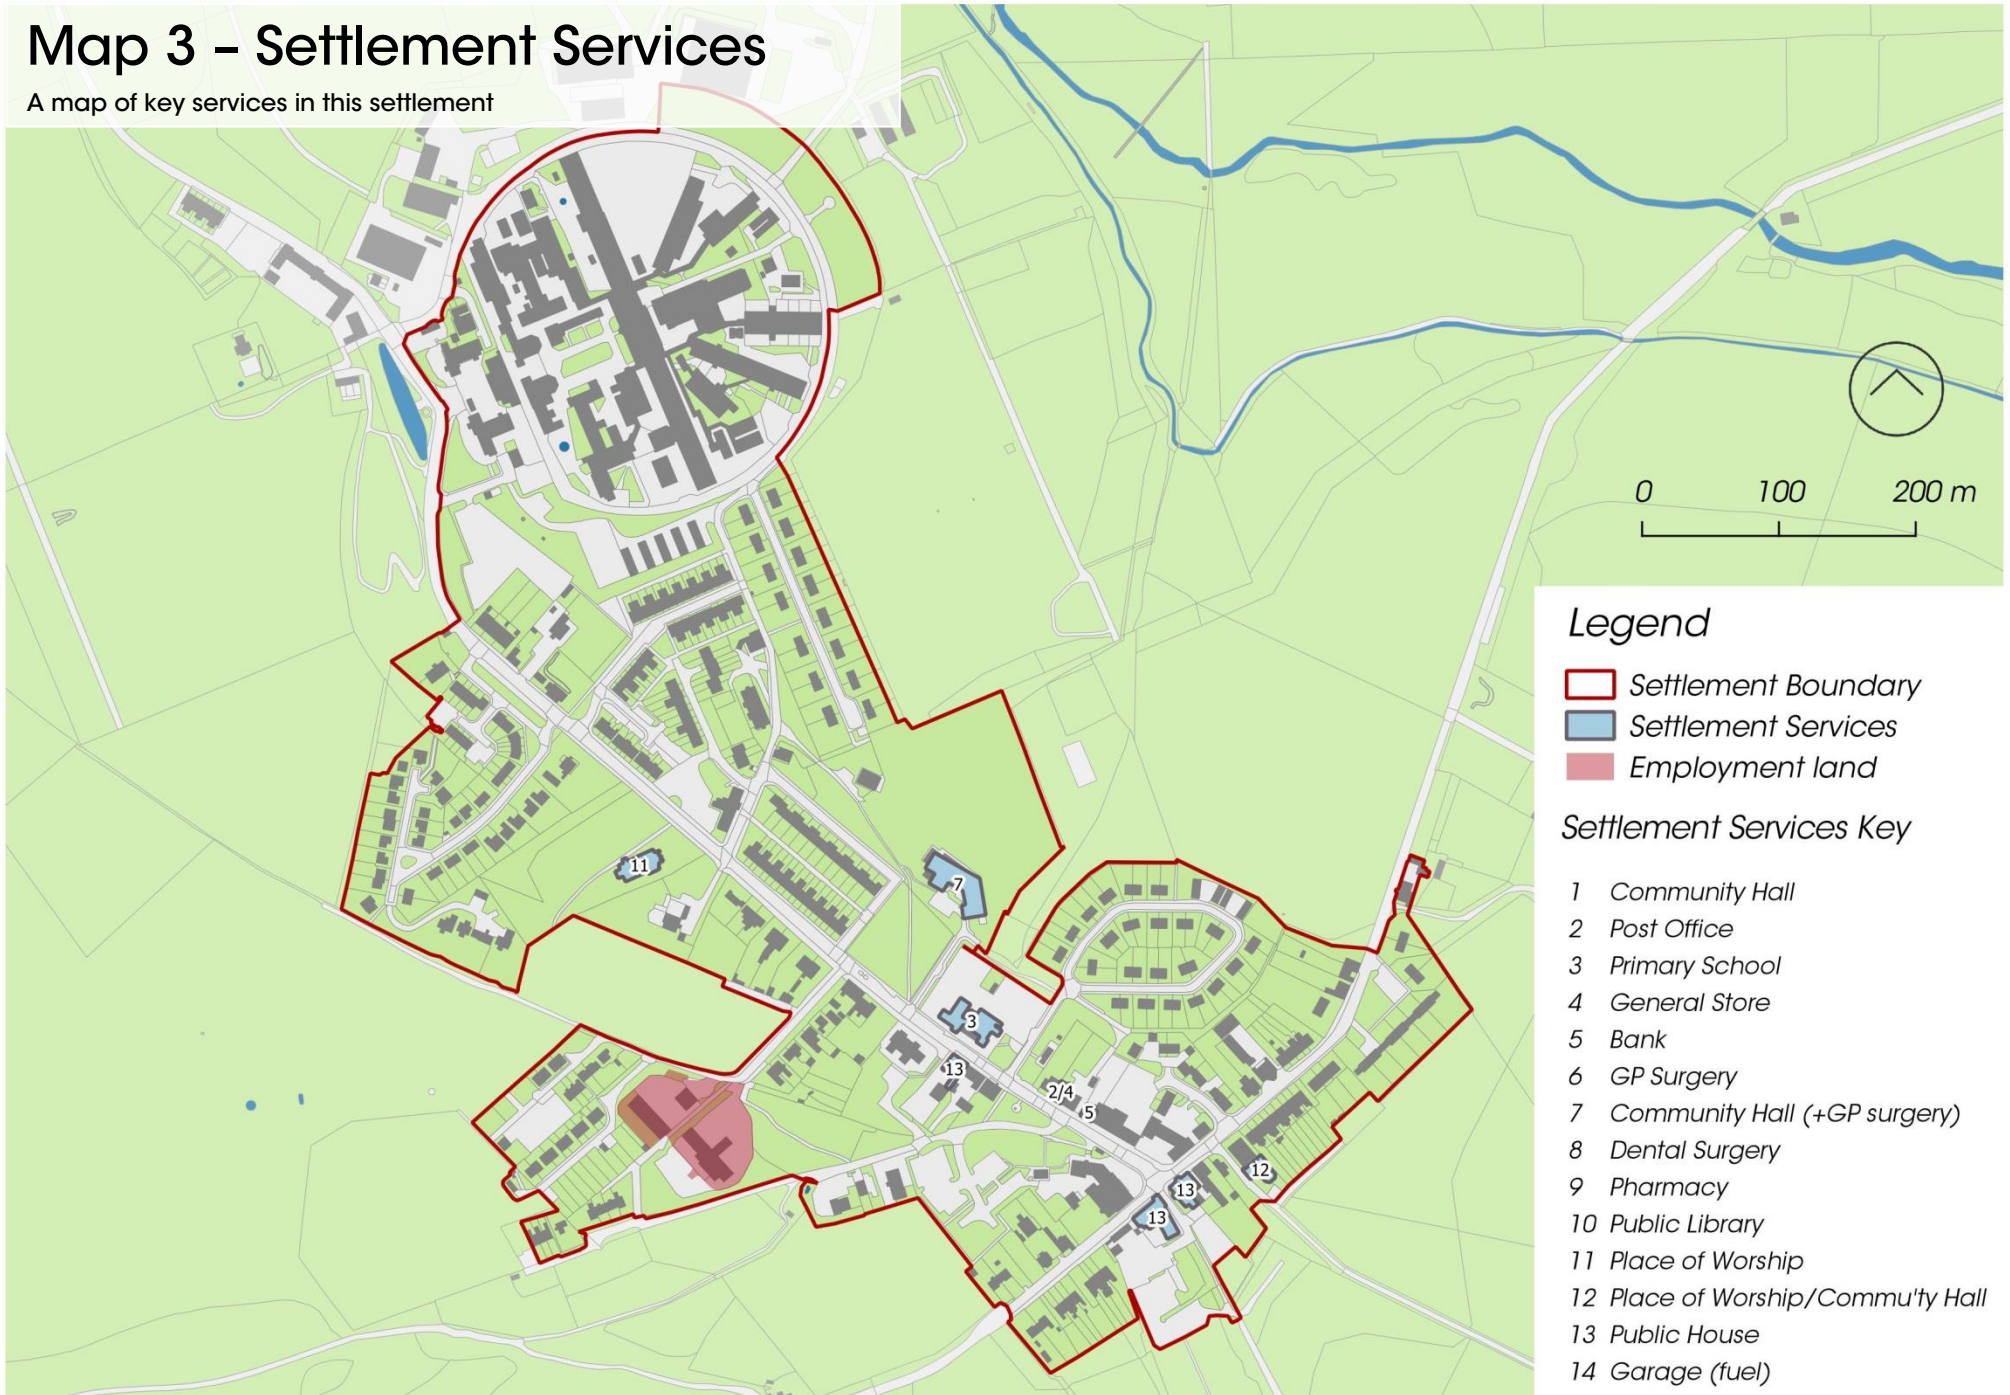 Map 3 – Settlement Services
A map of key services in this settlement
0 100 200 m
Legend
Settlement Boundary
Settlement Services
Employment land
Settlement Services Key
1 Community Hall
2 Post Office
3 Primary School
4 General Store
5 Bank
6 GP Surgery
7 Community Hall (+GP surgery)
8 Dental Surgery
9 Pharmacy
10 Public Library
11 Place of Worship
12 Place of Worship/Commu'ty Hall
13 Public House
14 Garage (fuel)
11
7
3
13
2/4
5
12
13
13